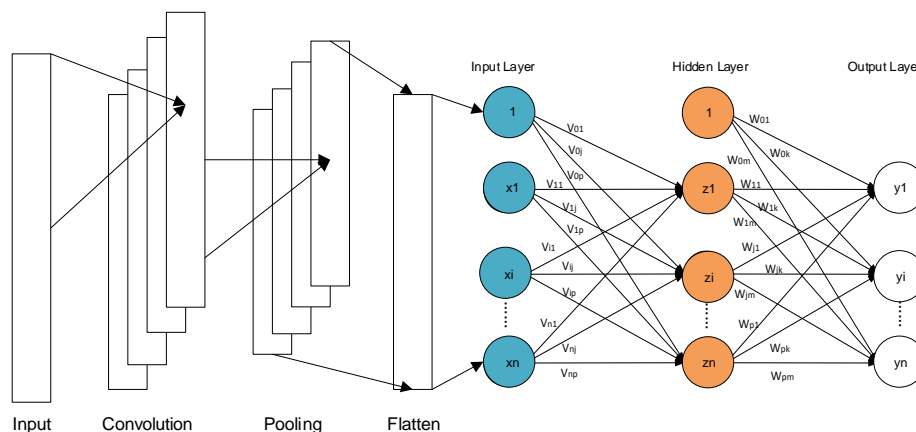 Input Layer
Hidden Layer
Output Laye
1
1
V01
V0j
V0p
W01
W0k
W0m
x1
z1
y1
V11
V1j
V1p
W11
W1k
W1m
xi
zi
yi
Vi1
Vij
Vip
Wj1
Wjk
Wjm
xn
zn
yn
Vn1
Vnj
Vnp
Wp1
Wpk
Wpm
Input
Convolution
Pooling
Flatten